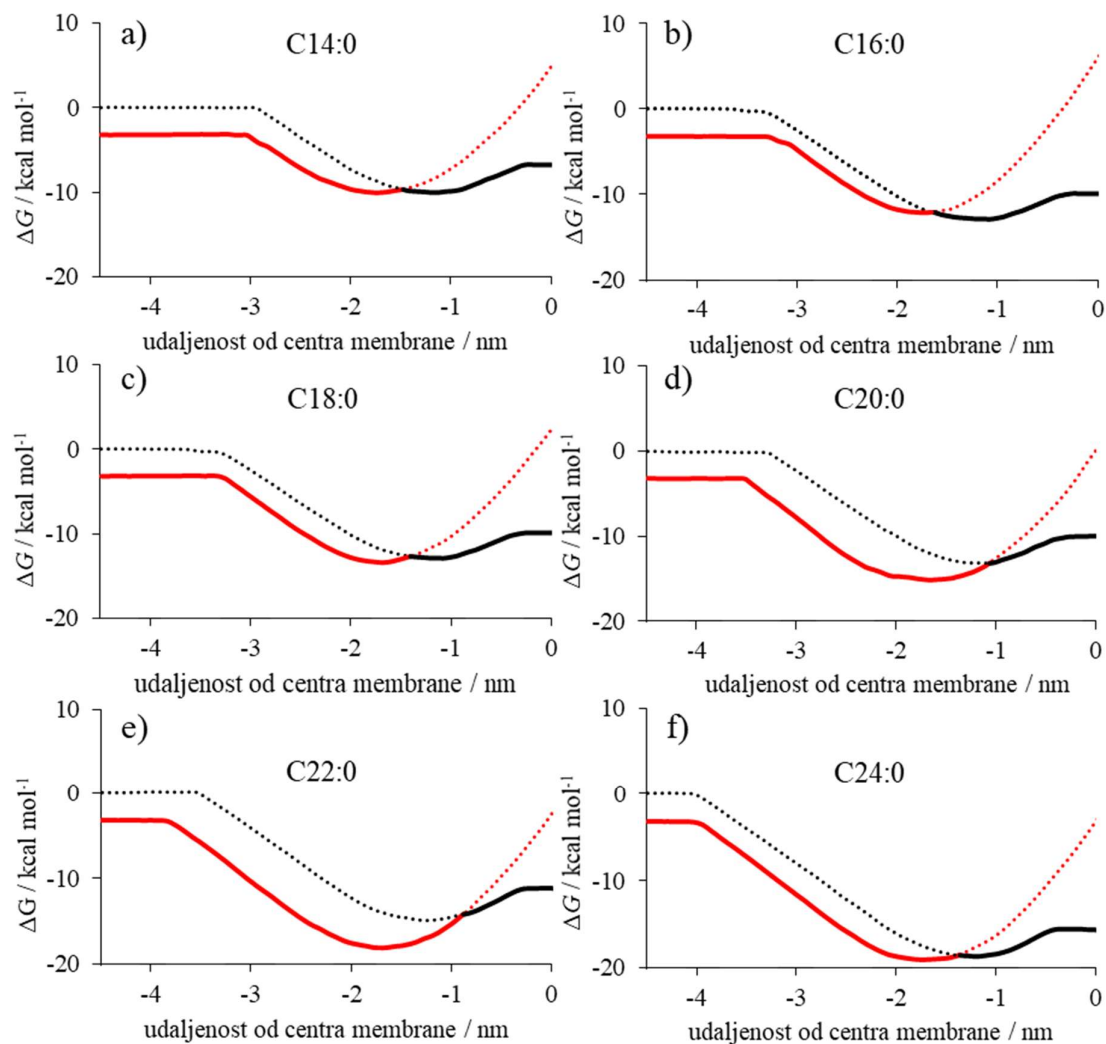 a)
C14:0
10
0
-10
-20
ΔG / kcal mol-1
-4 -3 -2 -1 0
udaljenost od centra membrane / nm
b)
C16:0
10
0
-10
-20
ΔG / kcal mol-1
-4 -3 -2 -1 0
udaljenost od centra membrane / nm
c)
C18:0
10
0
-10
-20
ΔG / kcal mol-1
-4 -3 -2 -1 0
udaljenost od centra membrane / nm
d)
C20:0
10
0
-10
-20
ΔG / kcal mol-1
-4 -3 -2 -1 0
udaljenost od centra membrane / nm
e)
C22:0
10
0
-10
-20
ΔG / kcal mol-1
-4 -3 -2 -1 0
udaljenost od centra membrane / nm
f)
C24:0
10
0
-10
-20
ΔG / kcal mol-1
-4 -3 -2 -1 0
udaljenost od centra membrane / nm